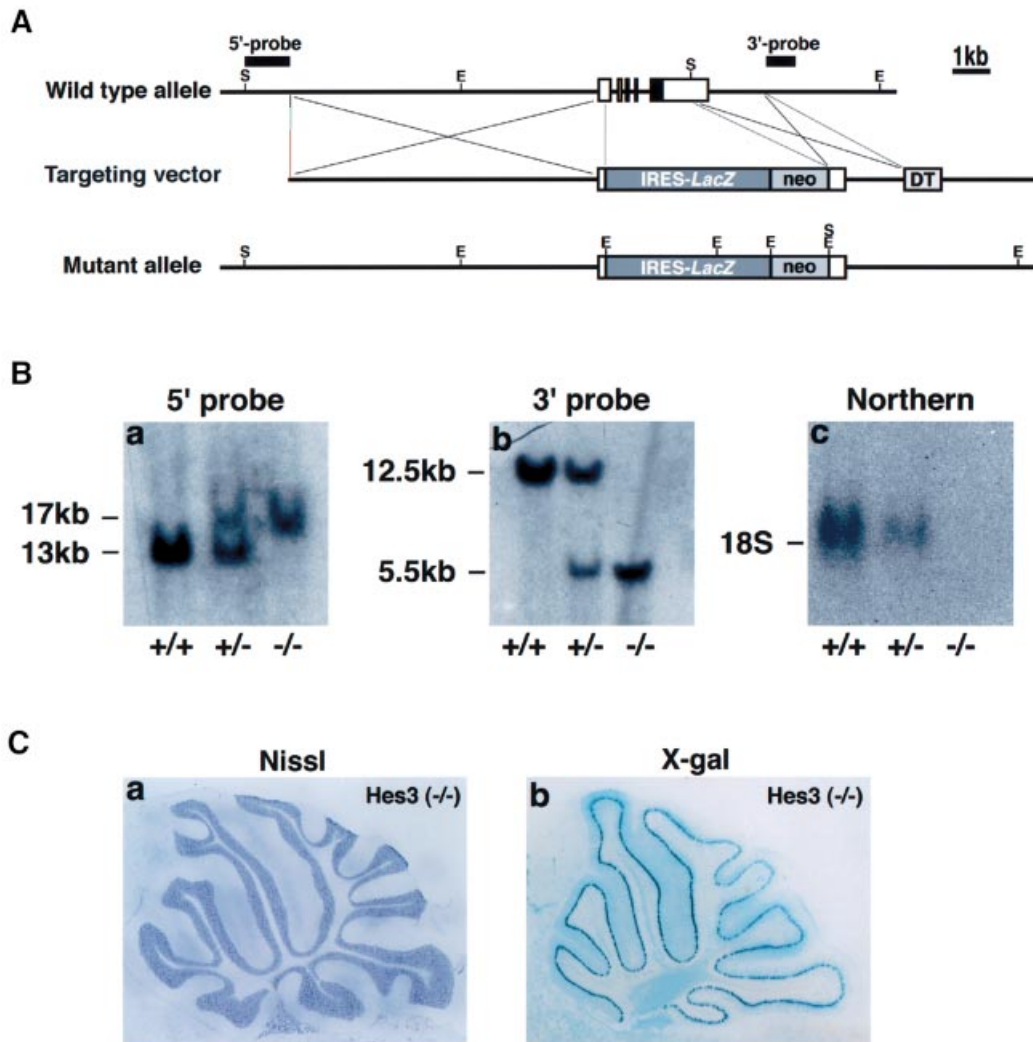 A
5'-probe
3'-probe
1kb
S
E
S
E
Wild type allele
Targeting vector
IRES-LacZ
neo
DT
S
E
E
E
E
S
E
E
Mutant allele
IRES-LacZ
neo
B
5' probe
3' probe
Northern
a
b
c
17kb
13kb
12.5kb
5.5kb
18S
+/+ +/- -/-
+/+ +/- -/-
+/+ +/- -/-
C
Nissl
X-gal
a
Hes3 (-/-)
b
Hes3 (-/-)